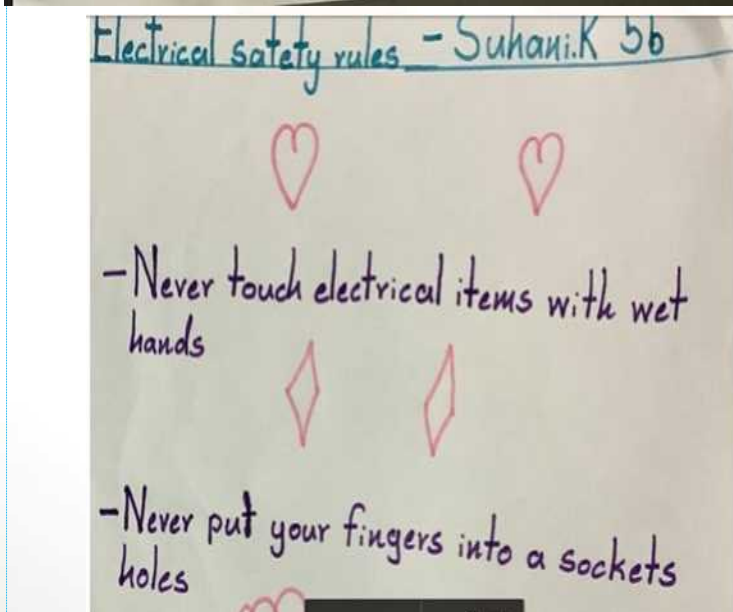 Electrical safety rules - Suhani.K 5b
-Never touch electrical items with wet
hands
-Never put your fingers into a sockets
holes